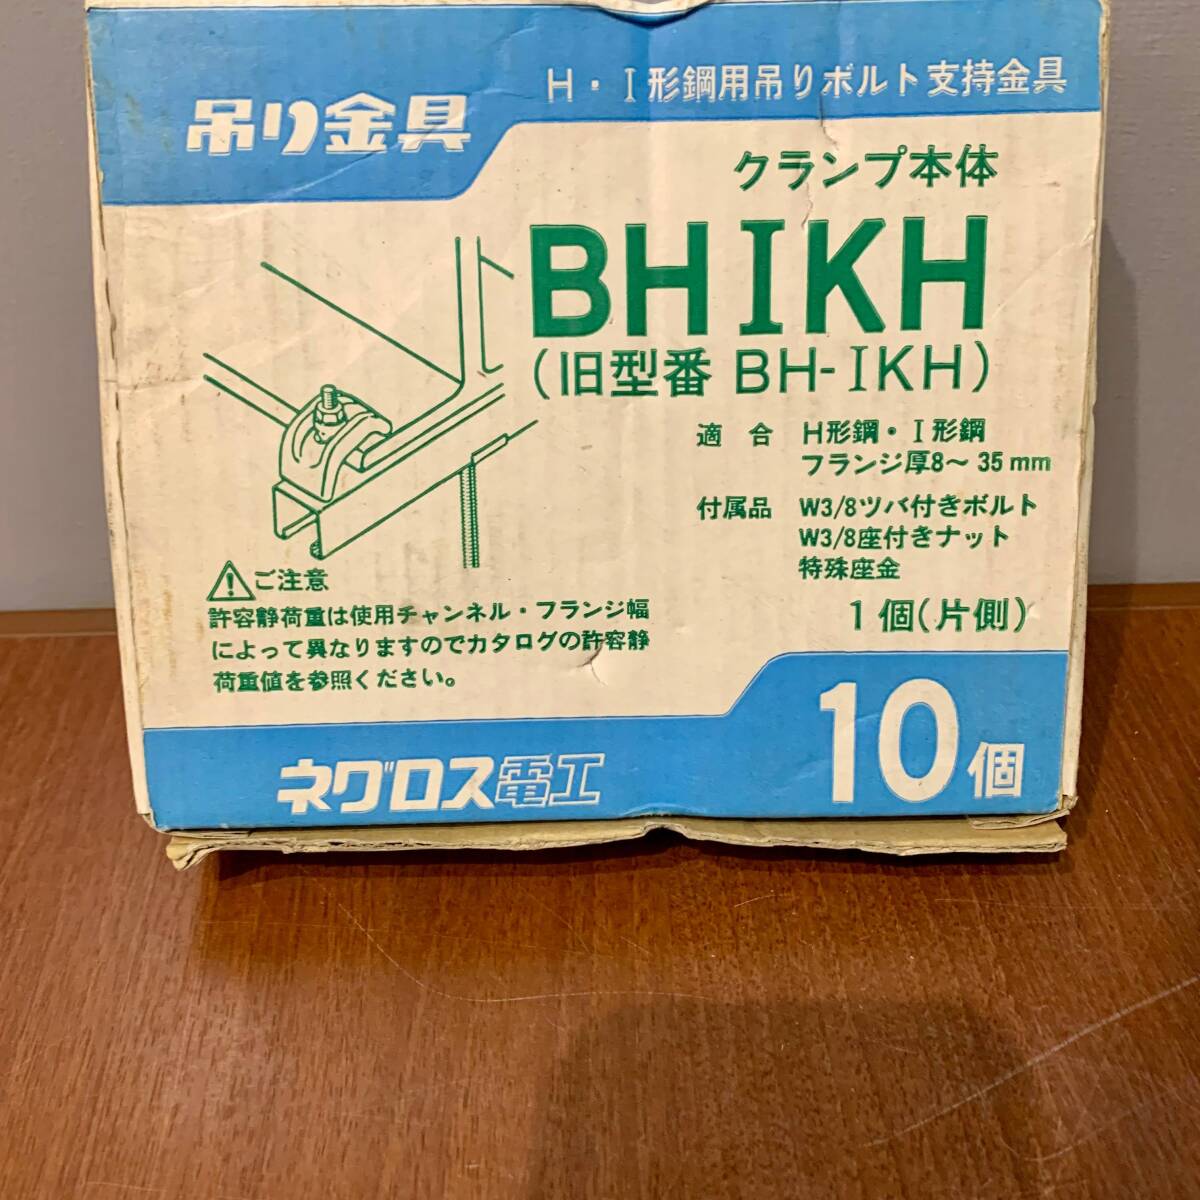 吊り金具
H・I形鋼用吊りボルト支持金具
クランプ本体
BHIKH
(旧型番 BH-IKH)
適合 H形鋼・I形鋼
フランジ厚8〜35mm
付属品 W3/8ツバ付きボルト
W3/8座付きナット
特殊座金
1個(片側)
ご注意
許容静荷重は使用チャンネル・フランジ幅
によって異なりますのでカタログの許容静
荷重値を参照ください。
ネグロス電工
10個